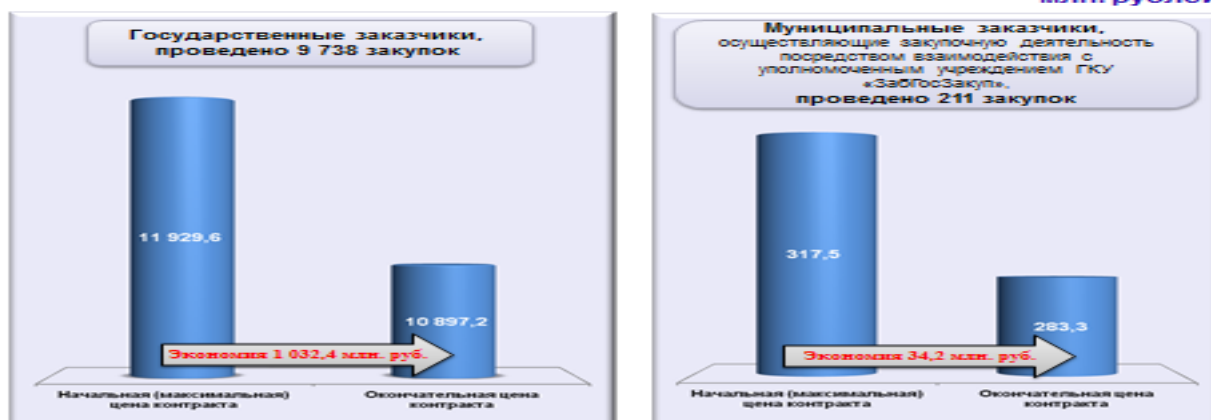 млн. рублей
Государственные заказчики,
проведено 9 738 закупок
11 929,6
10 897,2
Экономия 1 032,4 млн. руб.
Начальная (максимальная)
цена контракта
Окончательная цена
контракта
Муниципальные заказчики,
осуществляющие закупочную деятельность
посредством взаимодействия с
уполномоченным учреждением ГКУ
«ЗабГосЗакуп»,
проведено 211 закупок
317,5
283,3
Экономия 34,2 млн. руб.
Начальная (максимальная)
цена контракта
Окончательная цена
контракта